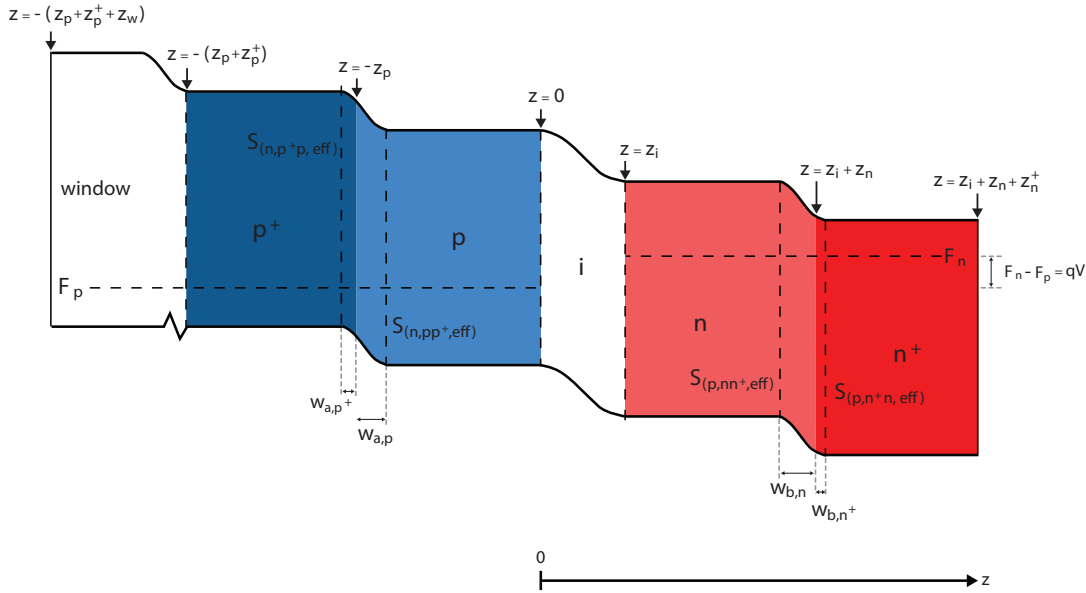 z = - (z_p + z_p^+ + z_w)
z = - (z_p + z_p^+)
z = - z_p
z = 0
z = z_i
z = z_i + z_n
z = z_i + z_n + z_n^+
S_(n,p^+p, eff)
window
p^+
p
i
F_n
F_n - F_p = qV
F_p
S_(n,pp^+,eff)
n
n^+
S_(p,nn^+,eff)
S_(p,n^+n, eff)
w_a,p^+
w_a,p
w_b,n
w_b,n^+
0
z